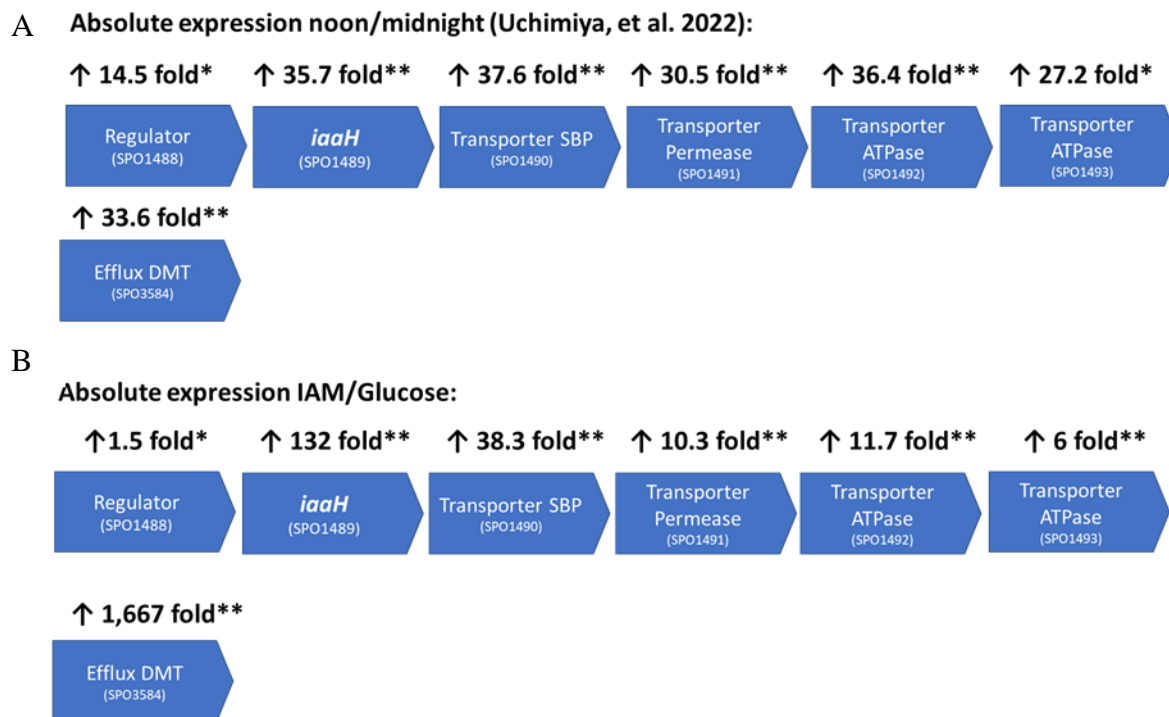 A
Absolute expression noon/midnight (Uchimiya, et al. 2022):
↑ 14.5 fold* ↑ 35.7 fold** ↑ 37.6 fold** ↑ 30.5 fold** ↑ 36.4 fold** ↑ 27.2 fold*
Regulator
(SPO1488)
iaaH
(SPO1489)
Transporter SBP
(SPO1490)
Transporter
Permease
(SPO1491)
Transporter
ATPase
(SPO1492)
Transporter
ATPase
(SPO1493)
↑ 33.6 fold**
Efflux DMT
(SPO3584)
B
Absolute expression IAM/Glucose:
↑1.5 fold* ↑ 132 fold** ↑ 38.3 fold** ↑ 10.3 fold** ↑ 11.7 fold** ↑ 6 fold**
Regulator
(SPO1488)
iaaH
(SPO1489)
Transporter SBP
(SPO1490)
Transporter
Permease
(SPO1491)
Transporter
ATPase
(SPO1492)
Transporter
ATPase
(SPO1493)
↑ 1,667 fold**
Efflux DMT
(SPO3584)